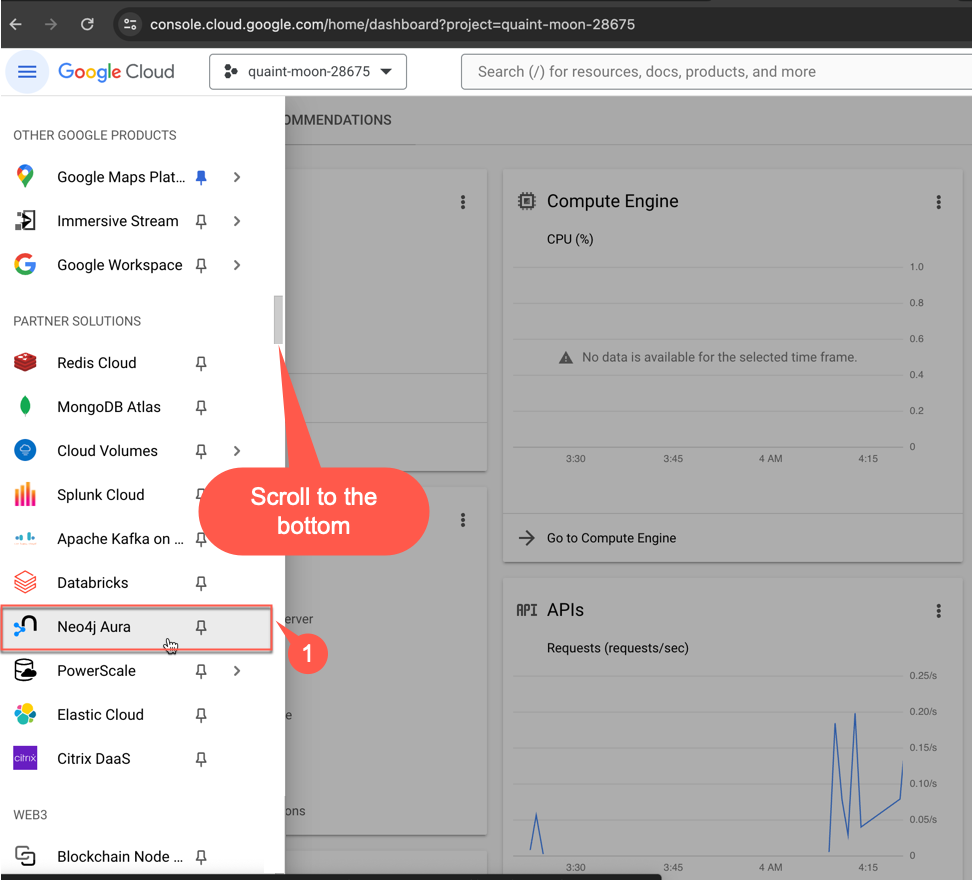 console.cloud.google.com/home/dashboard?project=quaint-moon-28675
Google Cloud
quaint-moon-28675
Search (/) for resources, docs, products, and more
OTHER GOOGLE PRODUCTS
Google Maps Plat...
Immersive Stream
Google Workspace
PARTNER SOLUTIONS
Redis Cloud
MongoDB Atlas
Cloud Volumes
Splunk Cloud
Apache Kafka on ...
Databricks
Neo4j Aura
PowerScale
Elastic Cloud
citrix
Citrix DaaS
WEB3
Blockchain Node ...
Scroll to the
bottom
1
OMMENDATIONS
erver
e
ons
Compute Engine
CPU (%)
1.0
0.8
0.6
No data is available for the selected time frame.
0.4
0.2
0
3:30
3:45
4 AM
4:15
Go to Compute Engine
API
APIs
Requests (requests/sec)
0.25/s
0.20/s
0.15/s
0.10/s
0.05/s
0
3:30
3:45
4 AM
4:15